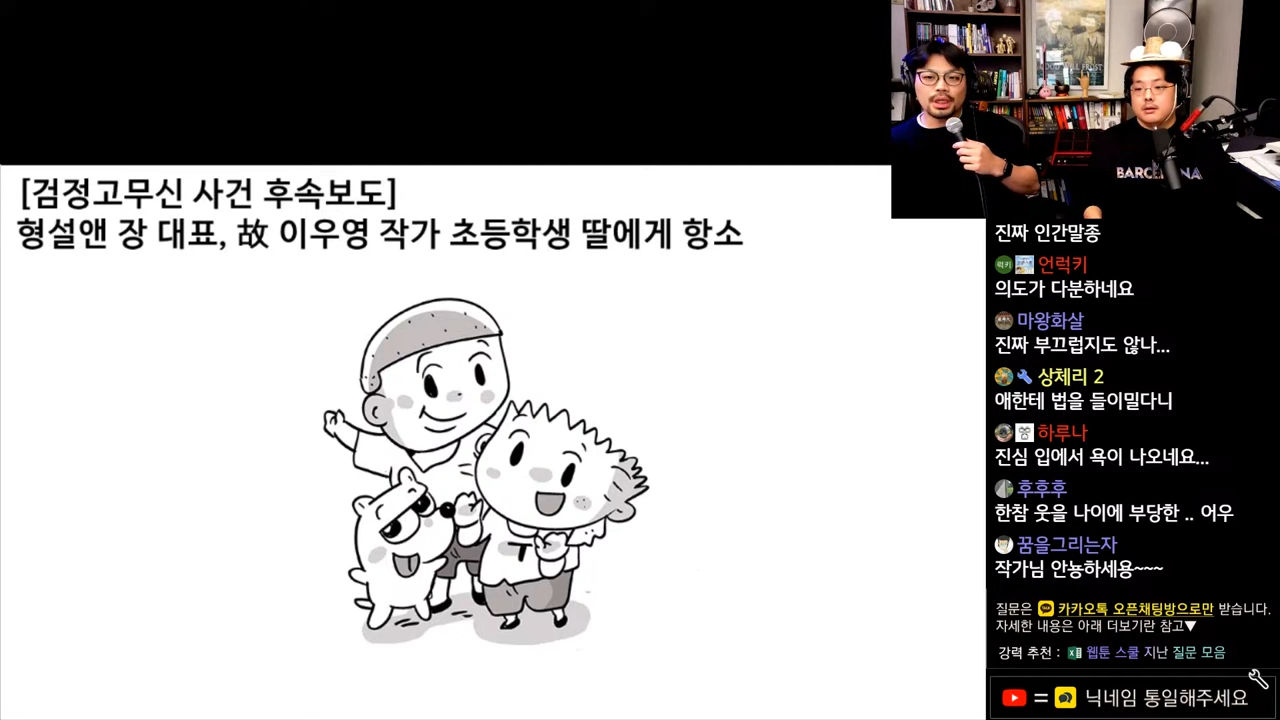 [검정고무신 사건 후속보도]
형설앤 장 대표, 故 이우영 작가 초등학생 딸에게 항소
T
BARCELONA
진짜 인간말종
럭키 언럭키
의도가 다분하네요
마왕화살
진짜 부끄럽지도 않나...
상체리 2
애한테 법을 들이밀다니
하루나
진심 입에서 욕이 나오네요...
후후후
한참 웃을 나이에 부당한 .. 어우
꿈을그리는자
작가님 안뇽하세용~~~
질문은 카카오톡 오픈채팅방으로만 받습니다.
자세한 내용은 아래 더보기란 참고▼
강력 추천 : 웹툰 스쿨 지난 질문 모음
= 닉네임 통일해주세요